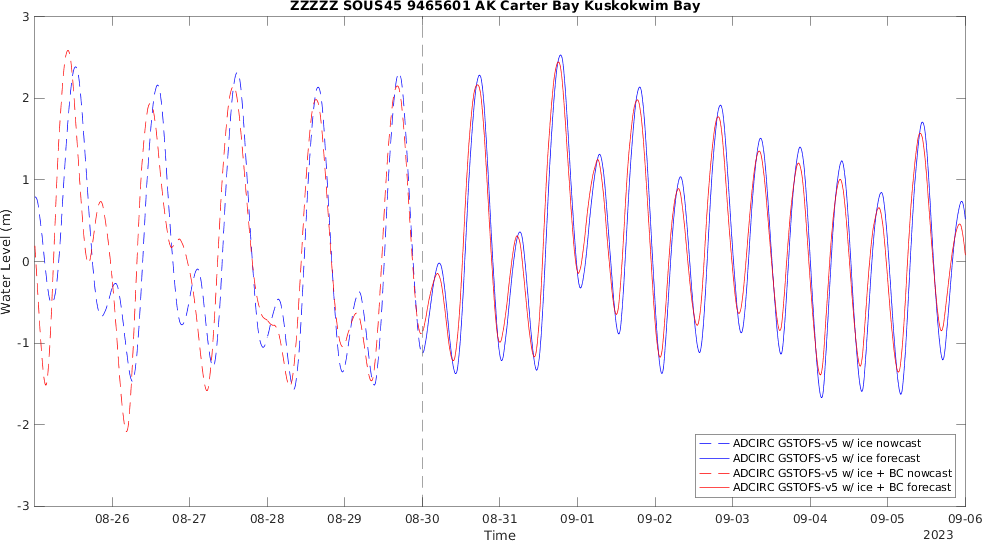 ZZZZZ SOUS45 9465601 AK Carter Bay Kuskokwim Bay
3
2
1
0
-1
-2
-3
Water Level (m)
08-26 08-27 08-28 08-29 08-30 08-31 09-01 09-02 09-03 09-04 09-05 09-06
Time
2023
ADCIRC GSTOFS-v5 w/ ice nowcast
ADCIRC GSTOFS-v5 w/ ice forecast
ADCIRC GSTOFS-v5 w/ ice + BC nowcast
ADCIRC GSTOFS-v5 w/ ice + BC forecast